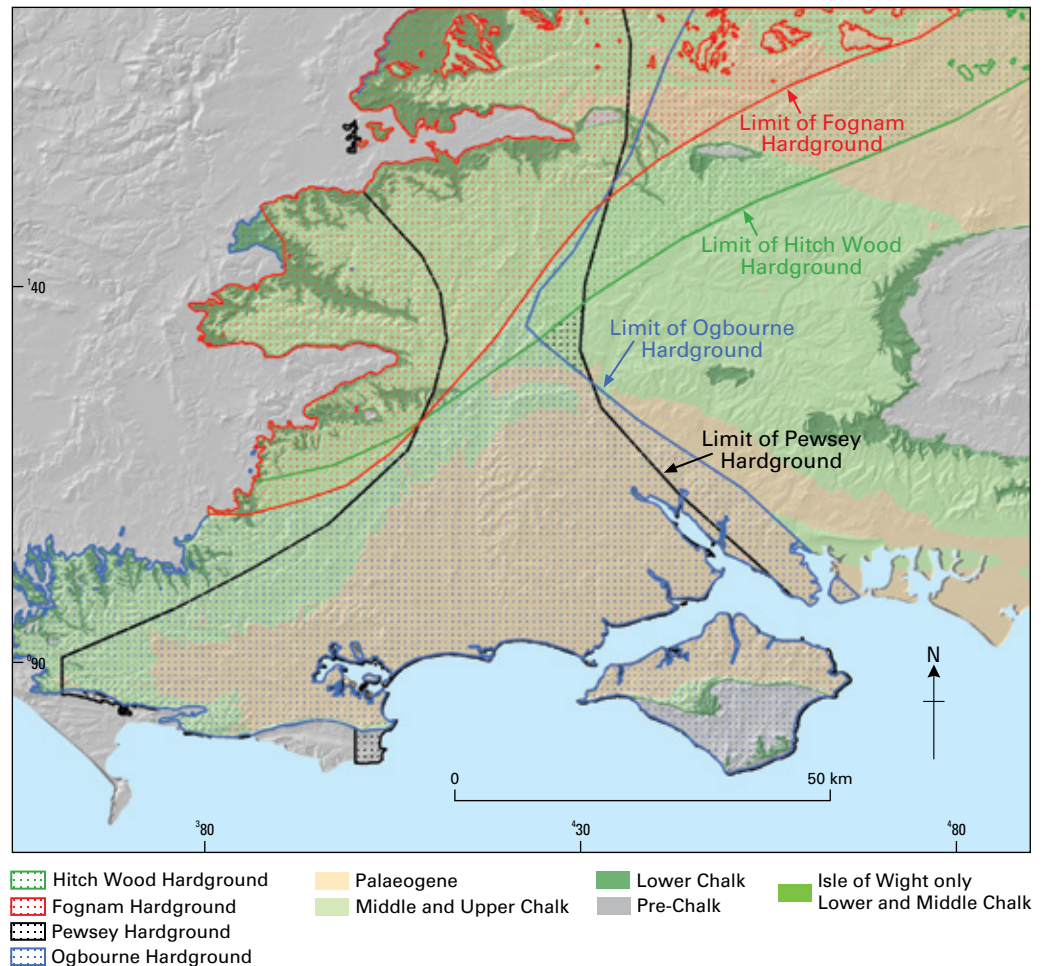 Limit of Fognam
Hardground
Limit of Hitch Wood
Hardground
¹40
Limit of Ogbourne
Hardground
Limit of Pewsey
Hardground
⁰90
N
0 50 km
³80 ⁴30 ⁴80
Hitch Wood Hardground
Fognam Hardground
Pewsey Hardground
Ogbourne Hardground
Palaeogene
Middle and Upper Chalk
Lower Chalk
Pre-Chalk
Isle of Wight only
Lower and Middle Chalk